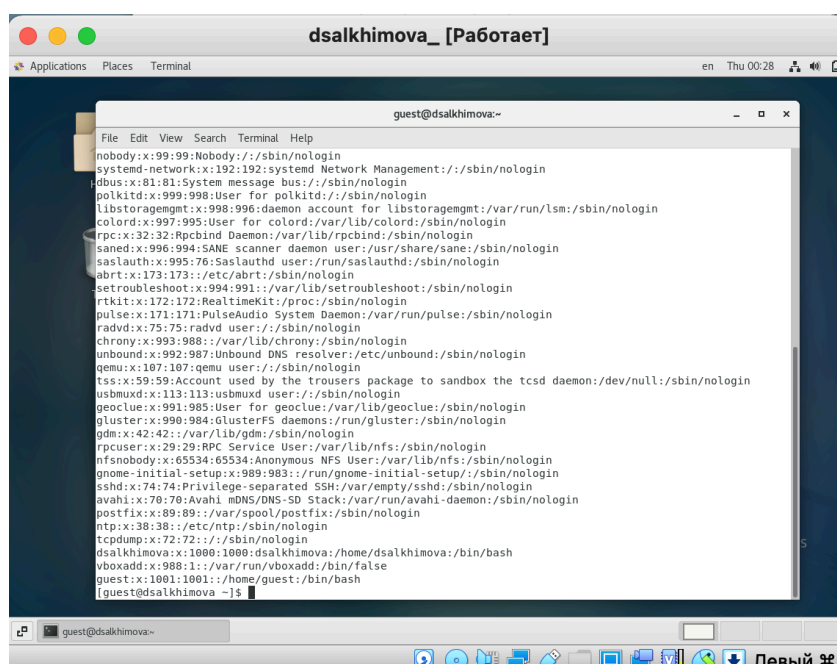 dsalkhimova_ [Работает]
Applications Places Terminal en Thu 00:28
guest@dsalkhimova:~
File Edit View Search Terminal Help
nobody:x:99:99:Nobody:/:/sbin/nologin
systemd-network:x:192:192:systemd Network Management:/:/sbin/nologin
dbus:x:81:81:System message bus:/:/sbin/nologin
polkitd:x:999:998:User for polkitd:/:/sbin/nologin
libstoragemgmt:x:998:996:daemon account for libstoragemgmt:/var/run/lsm:/sbin/nologin
colord:x:997:995:User for colord:/var/lib/colord:/sbin/nologin
rpc:x:32:32:Rpcbind Daemon:/var/lib/rpcbind:/sbin/nologin
saned:x:996:994:SANE scanner daemon user:/usr/share/sane:/sbin/nologin
saslauth:x:995:76:Saslauthd user:/run/saslauthd:/sbin/nologin
abrt:x:173:173::/etc/abrt:/sbin/nologin
setroubleshoot:x:994:991::/var/lib/setroubleshoot:/sbin/nologin
rtkit:x:172:172:RealtimeKit:/proc:/sbin/nologin
pulse:x:171:171:PulseAudio System Daemon:/var/run/pulse:/sbin/nologin
radvd:x:75:75:radvd user:/:/sbin/nologin
chrony:x:993:988::/var/lib/chrony:/sbin/nologin
unbound:x:992:987:Unbound DNS resolver:/etc/unbound:/sbin/nologin
qemu:x:107:107:qemu user:/:/sbin/nologin
tss:x:59:59:Account used by the trousers package to sandbox the tcsd daemon:/dev/null:/sbin/nologin
usbmuxd:x:113:113:usbmuxd user:/:/sbin/nologin
geoclue:x:991:985:User for geoclue:/var/lib/geoclue:/sbin/nologin
gluster:x:990:984:GlusterFS daemons:/run/gluster:/sbin/nologin
gdm:x:42:42::/var/lib/gdm:/sbin/nologin
rpcuser:x:29:29:RPC Service User:/var/lib/nfs:/sbin/nologin
nfsnobody:x:65534:65534:Anonymous NFS User:/var/lib/nfs:/sbin/nologin
gnome-initial-setup:x:989:983::/run/gnome-initial-setup/:/sbin/nologin
sshd:x:74:74:Privilege-separated SSH:/var/empty/sshd:/sbin/nologin
avahi:x:70:70:Avahi mDNS/DNS-SD Stack:/var/run/avahi-daemon:/sbin/nologin
postfix:x:89:89::/var/spool/postfix:/sbin/nologin
ntp:x:38:38::/etc/ntp:/sbin/nologin
tcpdump:x:72:72::/:/sbin/nologin
dsalkhimova:x:1000:1000:dsalkhimova:/home/dsalkhimova:/bin/bash
vboxadd:x:988:1::/var/run/vboxadd:/bin/false
guest:x:1001:1001::/home/guest:/bin/bash
[guest@dsalkhimova ~]$
guest@dsalkhimova:~
Левый ⌘